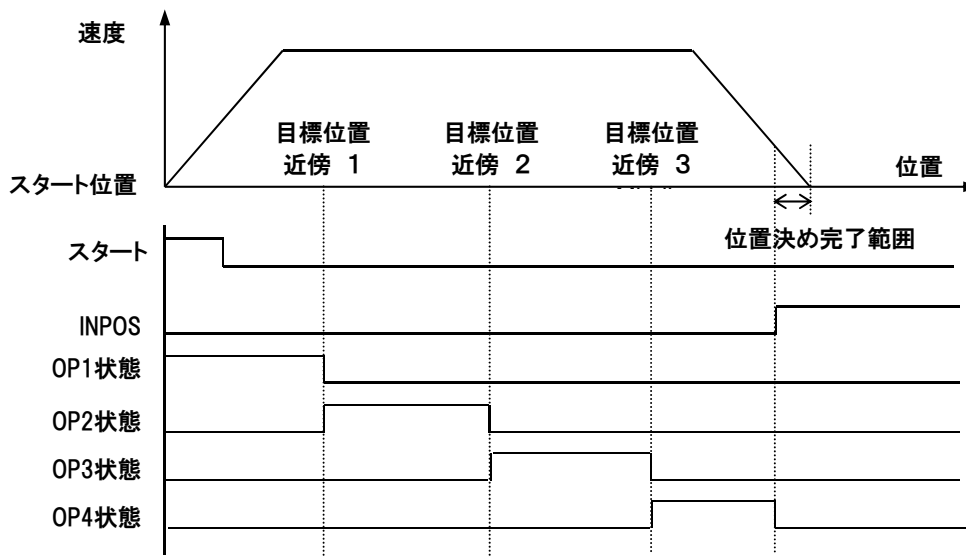 速度
目標位置 目標位置 目標位置
近傍 1 近傍 2 近傍 3
位置
スタート位置
位置決め完了範囲
スタート
INPOS
OP1状態
OP2状態
OP3状態
OP4状態